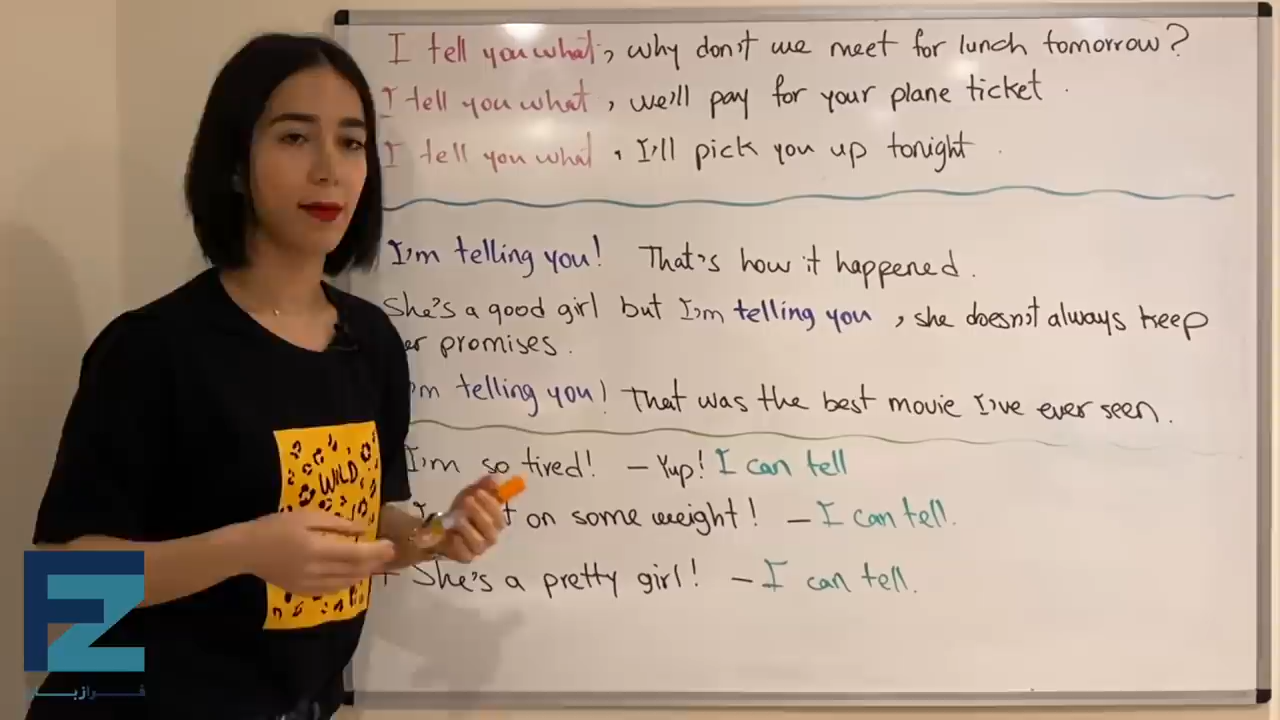 I tell you what, why don't we meet for lunch tomorrow?
I tell you what, we'll pay for your plane ticket.
I tell you what, I'll pick you up tonight.
I'm telling you! That's how it happened.
She's a good girl but I'm telling you, she doesn't always keep
er promises.
m telling you! That was the best movie I've ever seen.
I'm so tired! - Yup! I can tell
t on some weight! - I can tell.
She's a pretty girl! - I can tell.
WILD
FZ
فرازبان